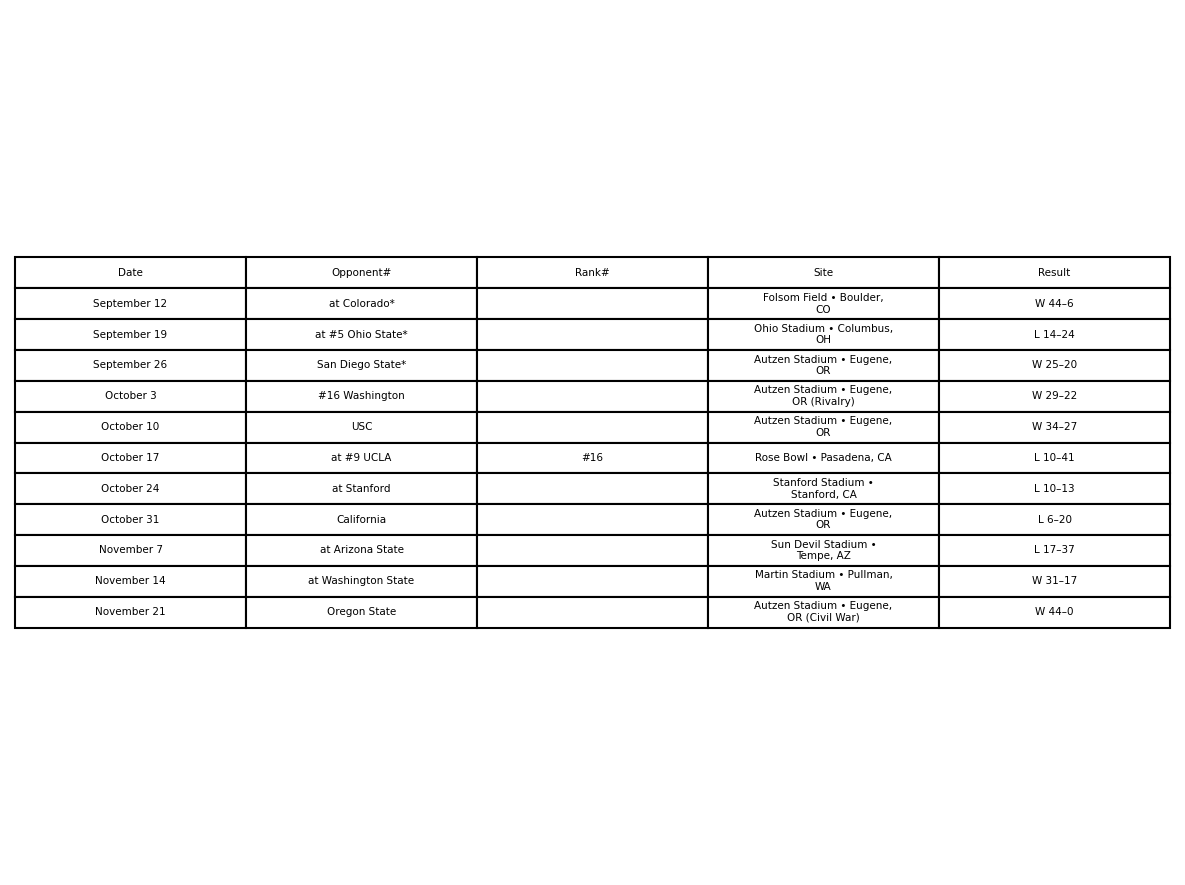 Date Opponent# Rank# Site Result
September 12 at Colorado* Folsom Field • Boulder, CO W 44–6
September 19 at #5 Ohio State* Ohio Stadium • Columbus, OH L 14–24
September 26 San Diego State* Autzen Stadium • Eugene, OR W 25–20
October 3 #16 Washington Autzen Stadium • Eugene, OR (Rivalry) W 29–22
October 10 USC Autzen Stadium • Eugene, OR W 34–27
October 17 at #9 UCLA #16 Rose Bowl • Pasadena, CA L 10–41
October 24 at Stanford Stanford Stadium • Stanford, CA L 10–13
October 31 California Autzen Stadium • Eugene, OR L 6–20
November 7 at Arizona State Sun Devil Stadium • Tempe, AZ L 17–37
November 14 at Washington State Martin Stadium • Pullman, WA W 31–17
November 21 Oregon State Autzen Stadium • Eugene, OR (Civil War) W 44–0